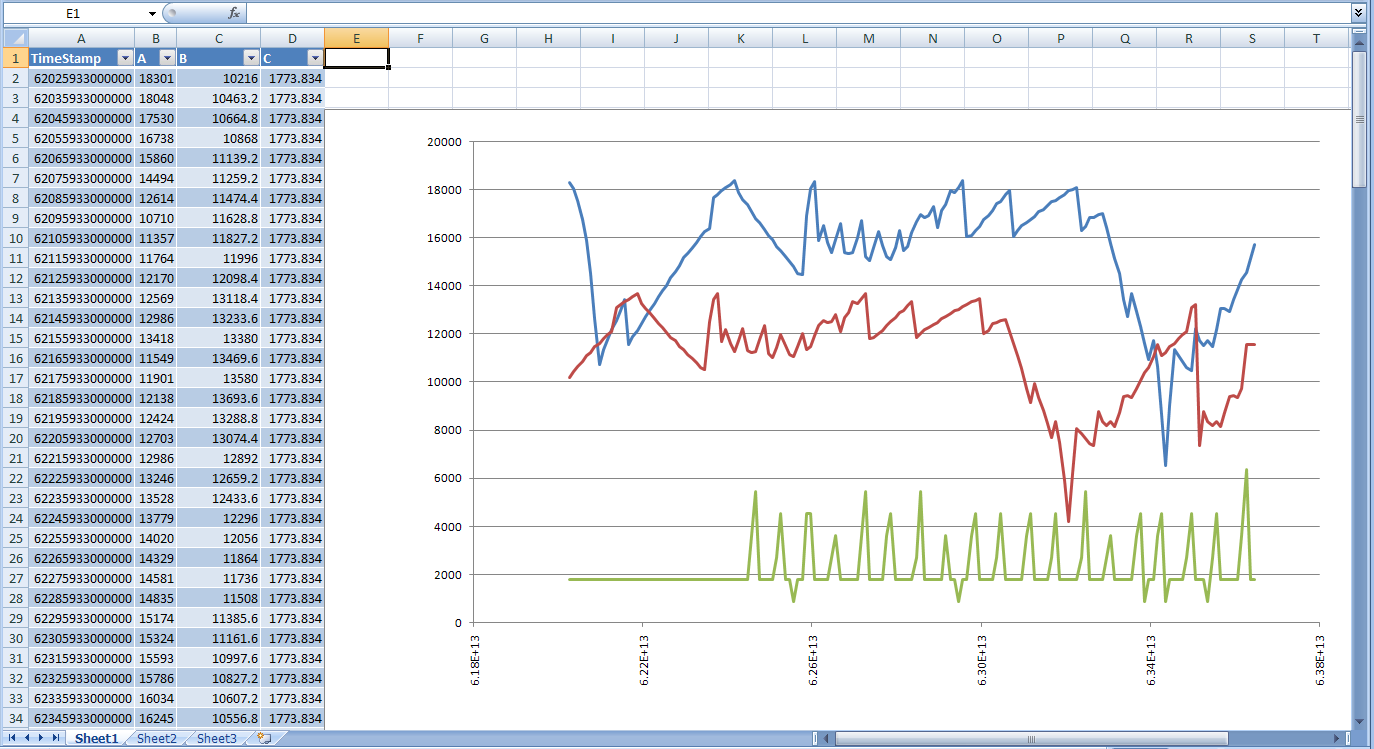 E1
fx
A B C D E F G H I J K L M N O P Q R S T
1 TimeStamp A B C
2 62025933000000 18301 10216 1773.834
3 62035933000000 18048 10463.2 1773.834
4 62045933000000 17530 10664.8 1773.834
5 62055933000000 16738 10868 1773.834
6 62065933000000 15860 11139.2 1773.834
7 62075933000000 14494 11259.2 1773.834
8 62085933000000 12614 11474.4 1773.834
9 62095933000000 10710 11628.8 1773.834
10 62105933000000 11357 11827.2 1773.834
11 62115933000000 11764 11996 1773.834
12 62125933000000 12170 12098.4 1773.834
13 62135933000000 12569 13118.4 1773.834
14 62145933000000 12986 13233.6 1773.834
15 62155933000000 13418 13380 1773.834
16 62165933000000 11549 13469.6 1773.834
17 62175933000000 11901 13580 1773.834
18 62185933000000 12138 13693.6 1773.834
19 62195933000000 12424 13288.8 1773.834
20 62205933000000 12703 13074.4 1773.834
21 62215933000000 12986 12892 1773.834
22 62225933000000 13246 12659.2 1773.834
23 62235933000000 13528 12433.6 1773.834
24 62245933000000 13779 12296 1773.834
25 62255933000000 14020 12056 1773.834
26 62265933000000 14329 11864 1773.834
27 62275933000000 14581 11736 1773.834
28 62285933000000 14835 11508 1773.834
29 62295933000000 15174 11385.6 1773.834
30 62305933000000 15324 11161.6 1773.834
31 62315933000000 15593 10997.6 1773.834
32 62325933000000 15786 10827.2 1773.834
33 62335933000000 16034 10607.2 1773.834
34 62345933000000 16245 10556.8 1773.834
20000
18000
16000
14000
12000
10000
8000
6000
4000
2000
0
6.18E+13
6.22E+13
6.26E+13
6.30E+13
6.34E+13
6.38E+13
Sheet1 Sheet2 Sheet3